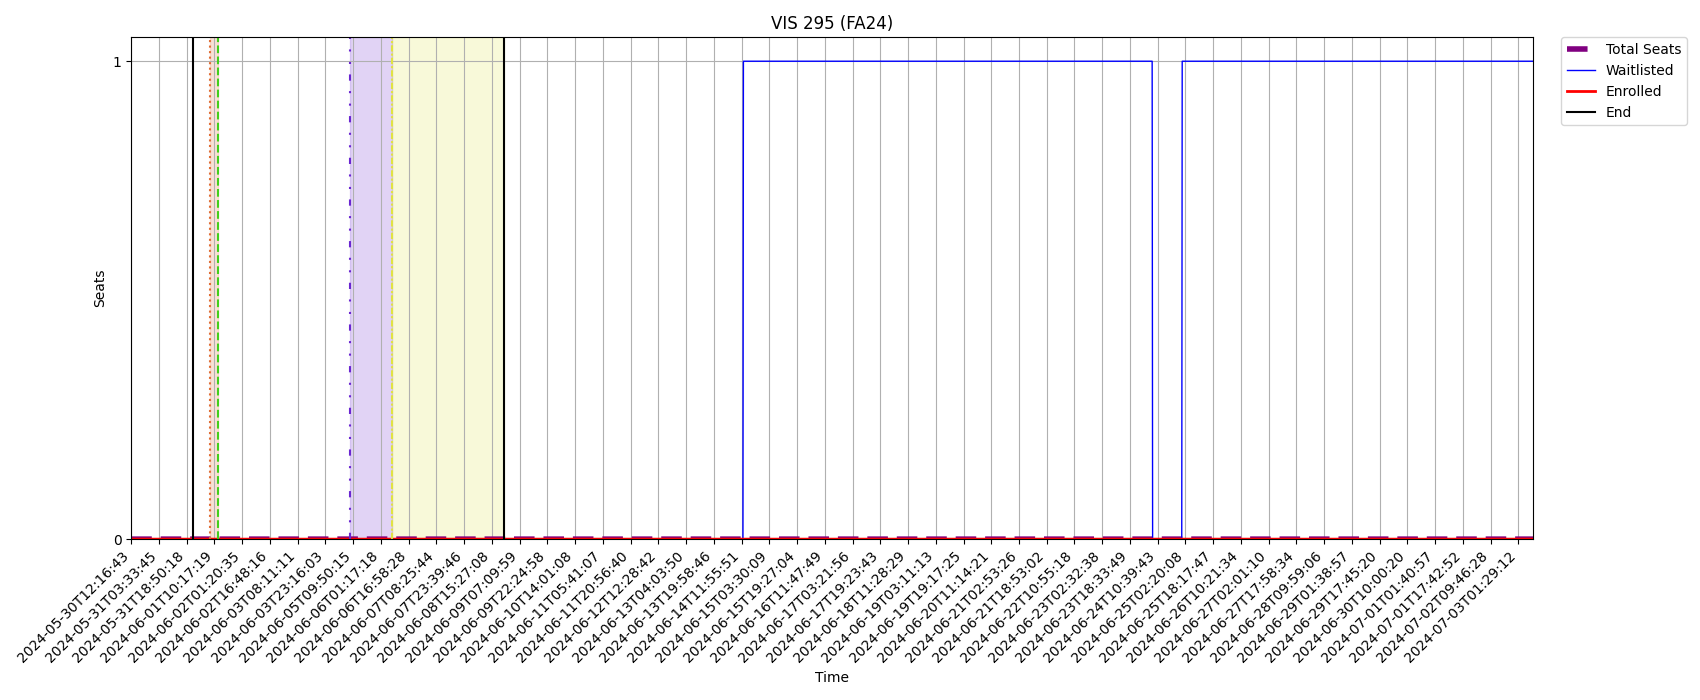 VIS 295 (FA24)
Total Seats
Waitlisted
Enrolled
End
Seats
1
0
2024-05-30T12:16:43
2024-05-31T03:33:45
2024-05-31T18:50:18
2024-06-01T10:17:19
2024-06-02T01:20:35
2024-06-02T16:48:16
2024-06-03T08:11:11
2024-06-03T23:16:03
2024-06-05T09:50:15
2024-06-06T01:17:18
2024-06-06T16:58:28
2024-06-07T08:25:44
2024-06-07T23:39:46
2024-06-08T15:27:08
2024-06-09T07:09:59
2024-06-09T22:24:58
2024-06-10T14:01:08
2024-06-11T05:41:07
2024-06-11T20:56:40
2024-06-12T12:28:42
2024-06-13T04:03:50
2024-06-13T19:58:46
2024-06-14T11:55:51
2024-06-15T03:30:09
2024-06-15T19:27:04
2024-06-16T11:47:49
2024-06-17T03:21:56
2024-06-17T19:23:43
2024-06-18T11:28:29
2024-06-19T03:11:13
2024-06-19T19:17:25
2024-06-20T11:14:21
2024-06-21T02:53:26
2024-06-21T18:53:02
2024-06-22T10:55:18
2024-06-23T02:32:38
2024-06-23T18:33:49
2024-06-24T10:39:43
2024-06-25T02:20:08
2024-06-25T18:17:47
2024-06-26T10:21:34
2024-06-27T02:01:10
2024-06-27T17:58:34
2024-06-28T09:59:06
2024-06-29T01:38:57
2024-06-29T17:45:20
2024-06-30T10:00:20
2024-07-01T01:40:57
2024-07-01T17:42:52
2024-07-02T09:46:28
2024-07-03T01:29:12
Time